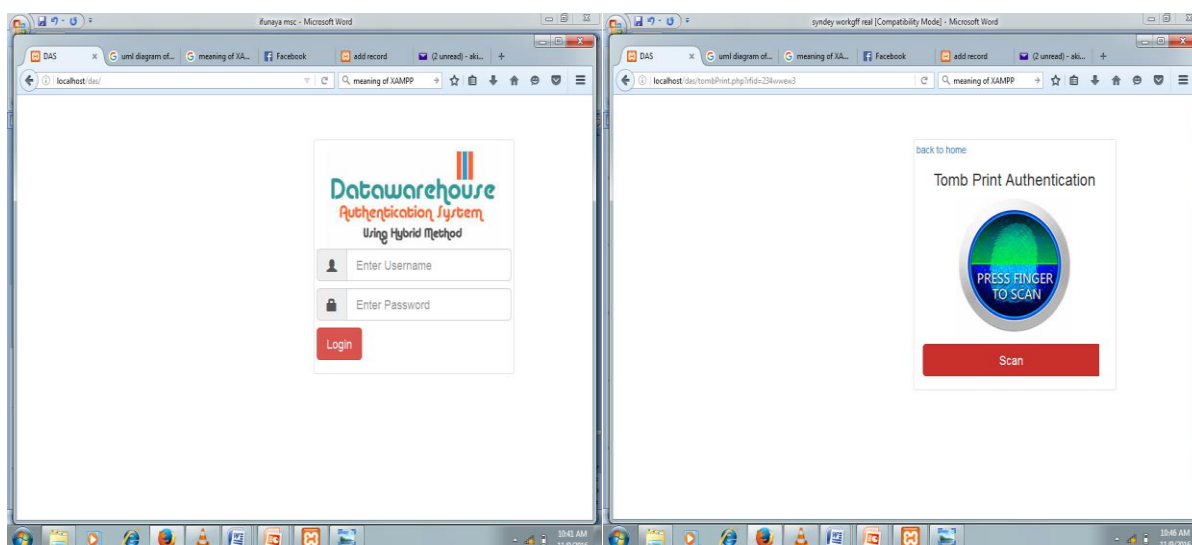 ifunaya msc - Microsoft Word
DAS
uml diagram of...
meaning of XA...
Facebook
add record
(2 unread) - aki...
localhost/des/
meaning of XAMPP
Datawarehouse
Authentication System
Using Hybrid Method
Enter Username
Enter Password
Login
10:41 AM
syndey workgff real [Compatibility Mode] - Microsoft Word
DAS
uml diagram of...
meaning of XA...
Facebook
add record
(2 unread) - aki...
localhost/das/tombPrint.php?rfid=234wwew3
meaning of XAMPP
back to home
Tomb Print Authentication
PRESS FINGER
TO SCAN
Scan
10:46 AM